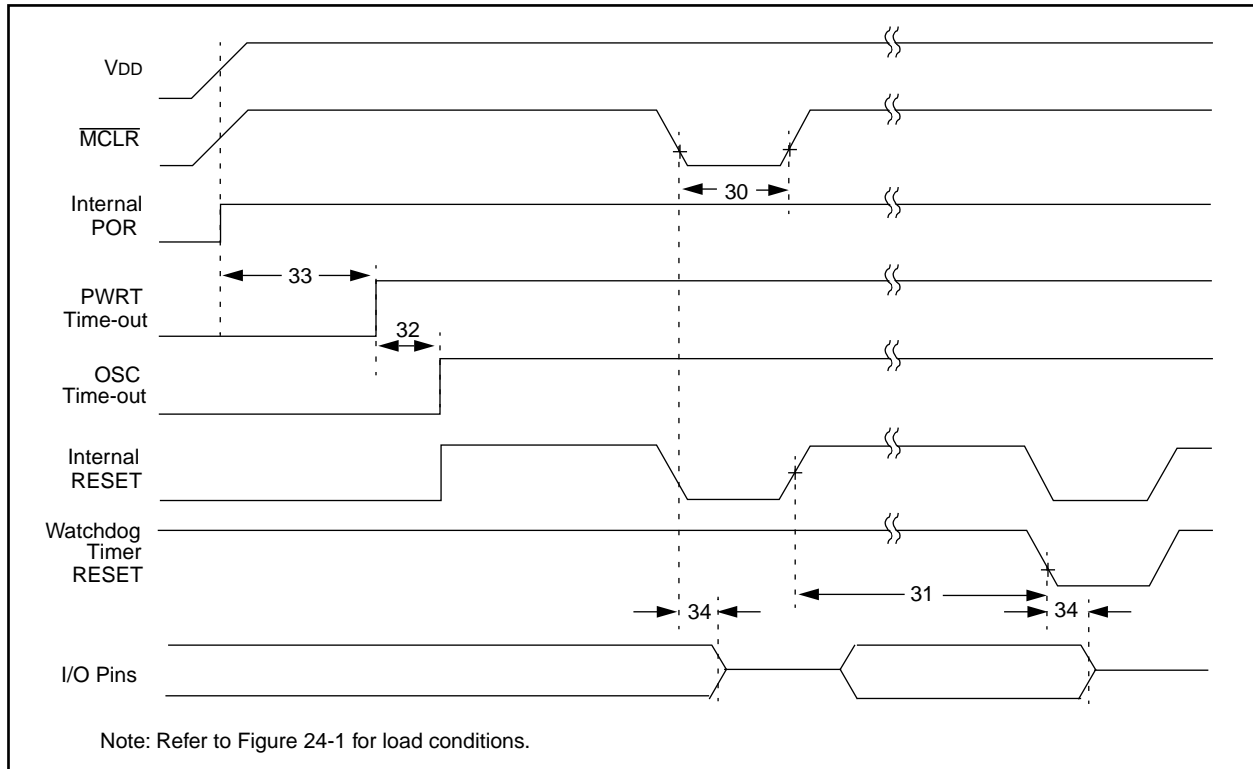 VDD
MCLR
30
Internal
POR
33
PWRT
Time-out
32
OSC
Time-out
Internal
RESET
Watchdog
Timer
RESET
31
34
34
I/O Pins
Note: Refer to Figure 24-1 for load conditions.